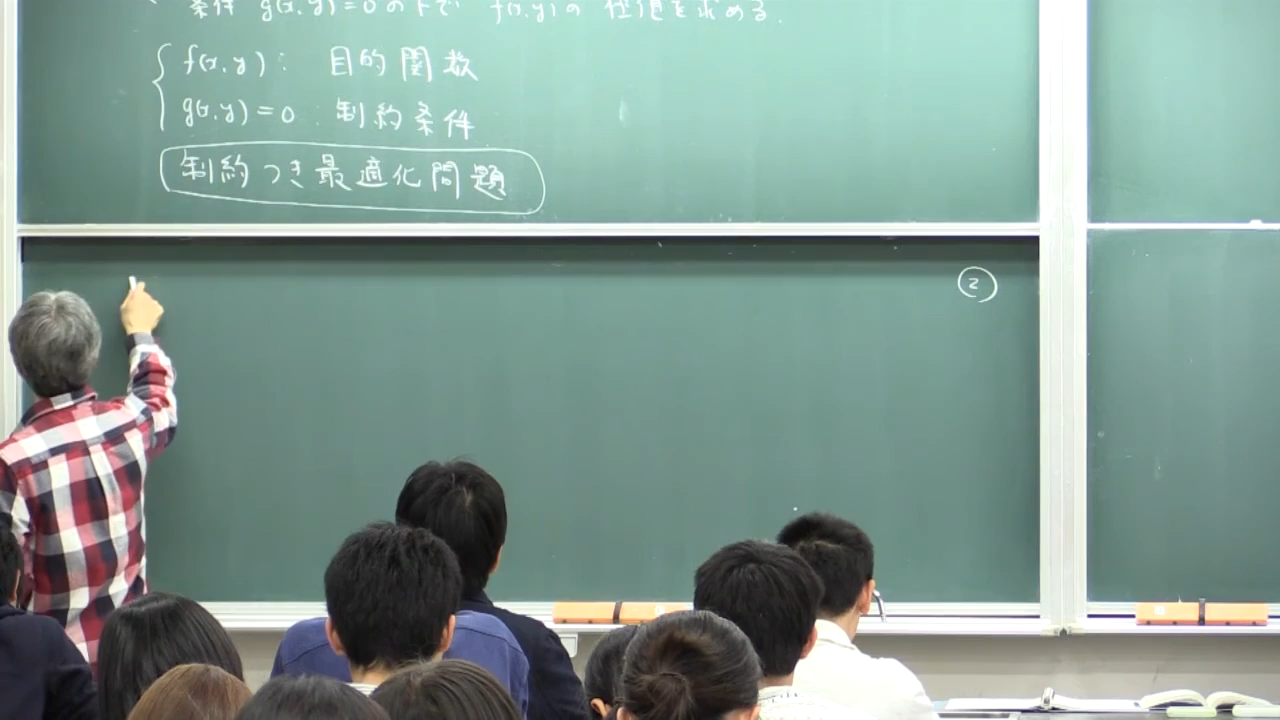 条件 g(x,y)=0 の下で f(x,y)の 極値を求める.
f(x,y): 目的関数
g(x,y)=0 : 制約条件
制約つき最適化問題
②